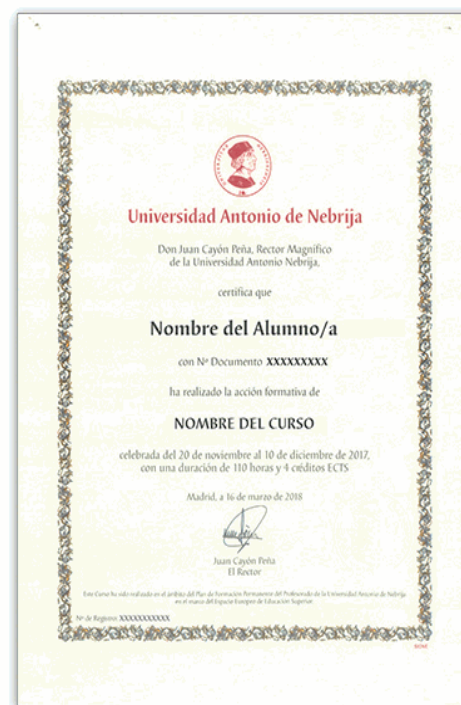 Universidad Antonio de Nebrija
Don Juan Cayón Peña, Rector Magnífico
de la Universidad Antonio Nebrija,
certifica que
Nombre del Alumno/a
con Nº Documento XXXXXXXXX
ha realizado la acción formativa de
NOMBRE DEL CURSO
celebrada del 20 de noviembre al 10 de diciembre de 2017,
con una duración de 110 horas y 4 créditos ECTS
Madrid, a 16 de marzo de 2018
Juan Cayón Peña
El Rector
Este Curso ha sido realizado en el ámbito del Plan de Formación Permanente del Profesorado de la Universidad Antonio de Nebrija
en el marco del Espacio Europeo de Educación Superior.
Nº de Registro: XXXXXXXXXXX